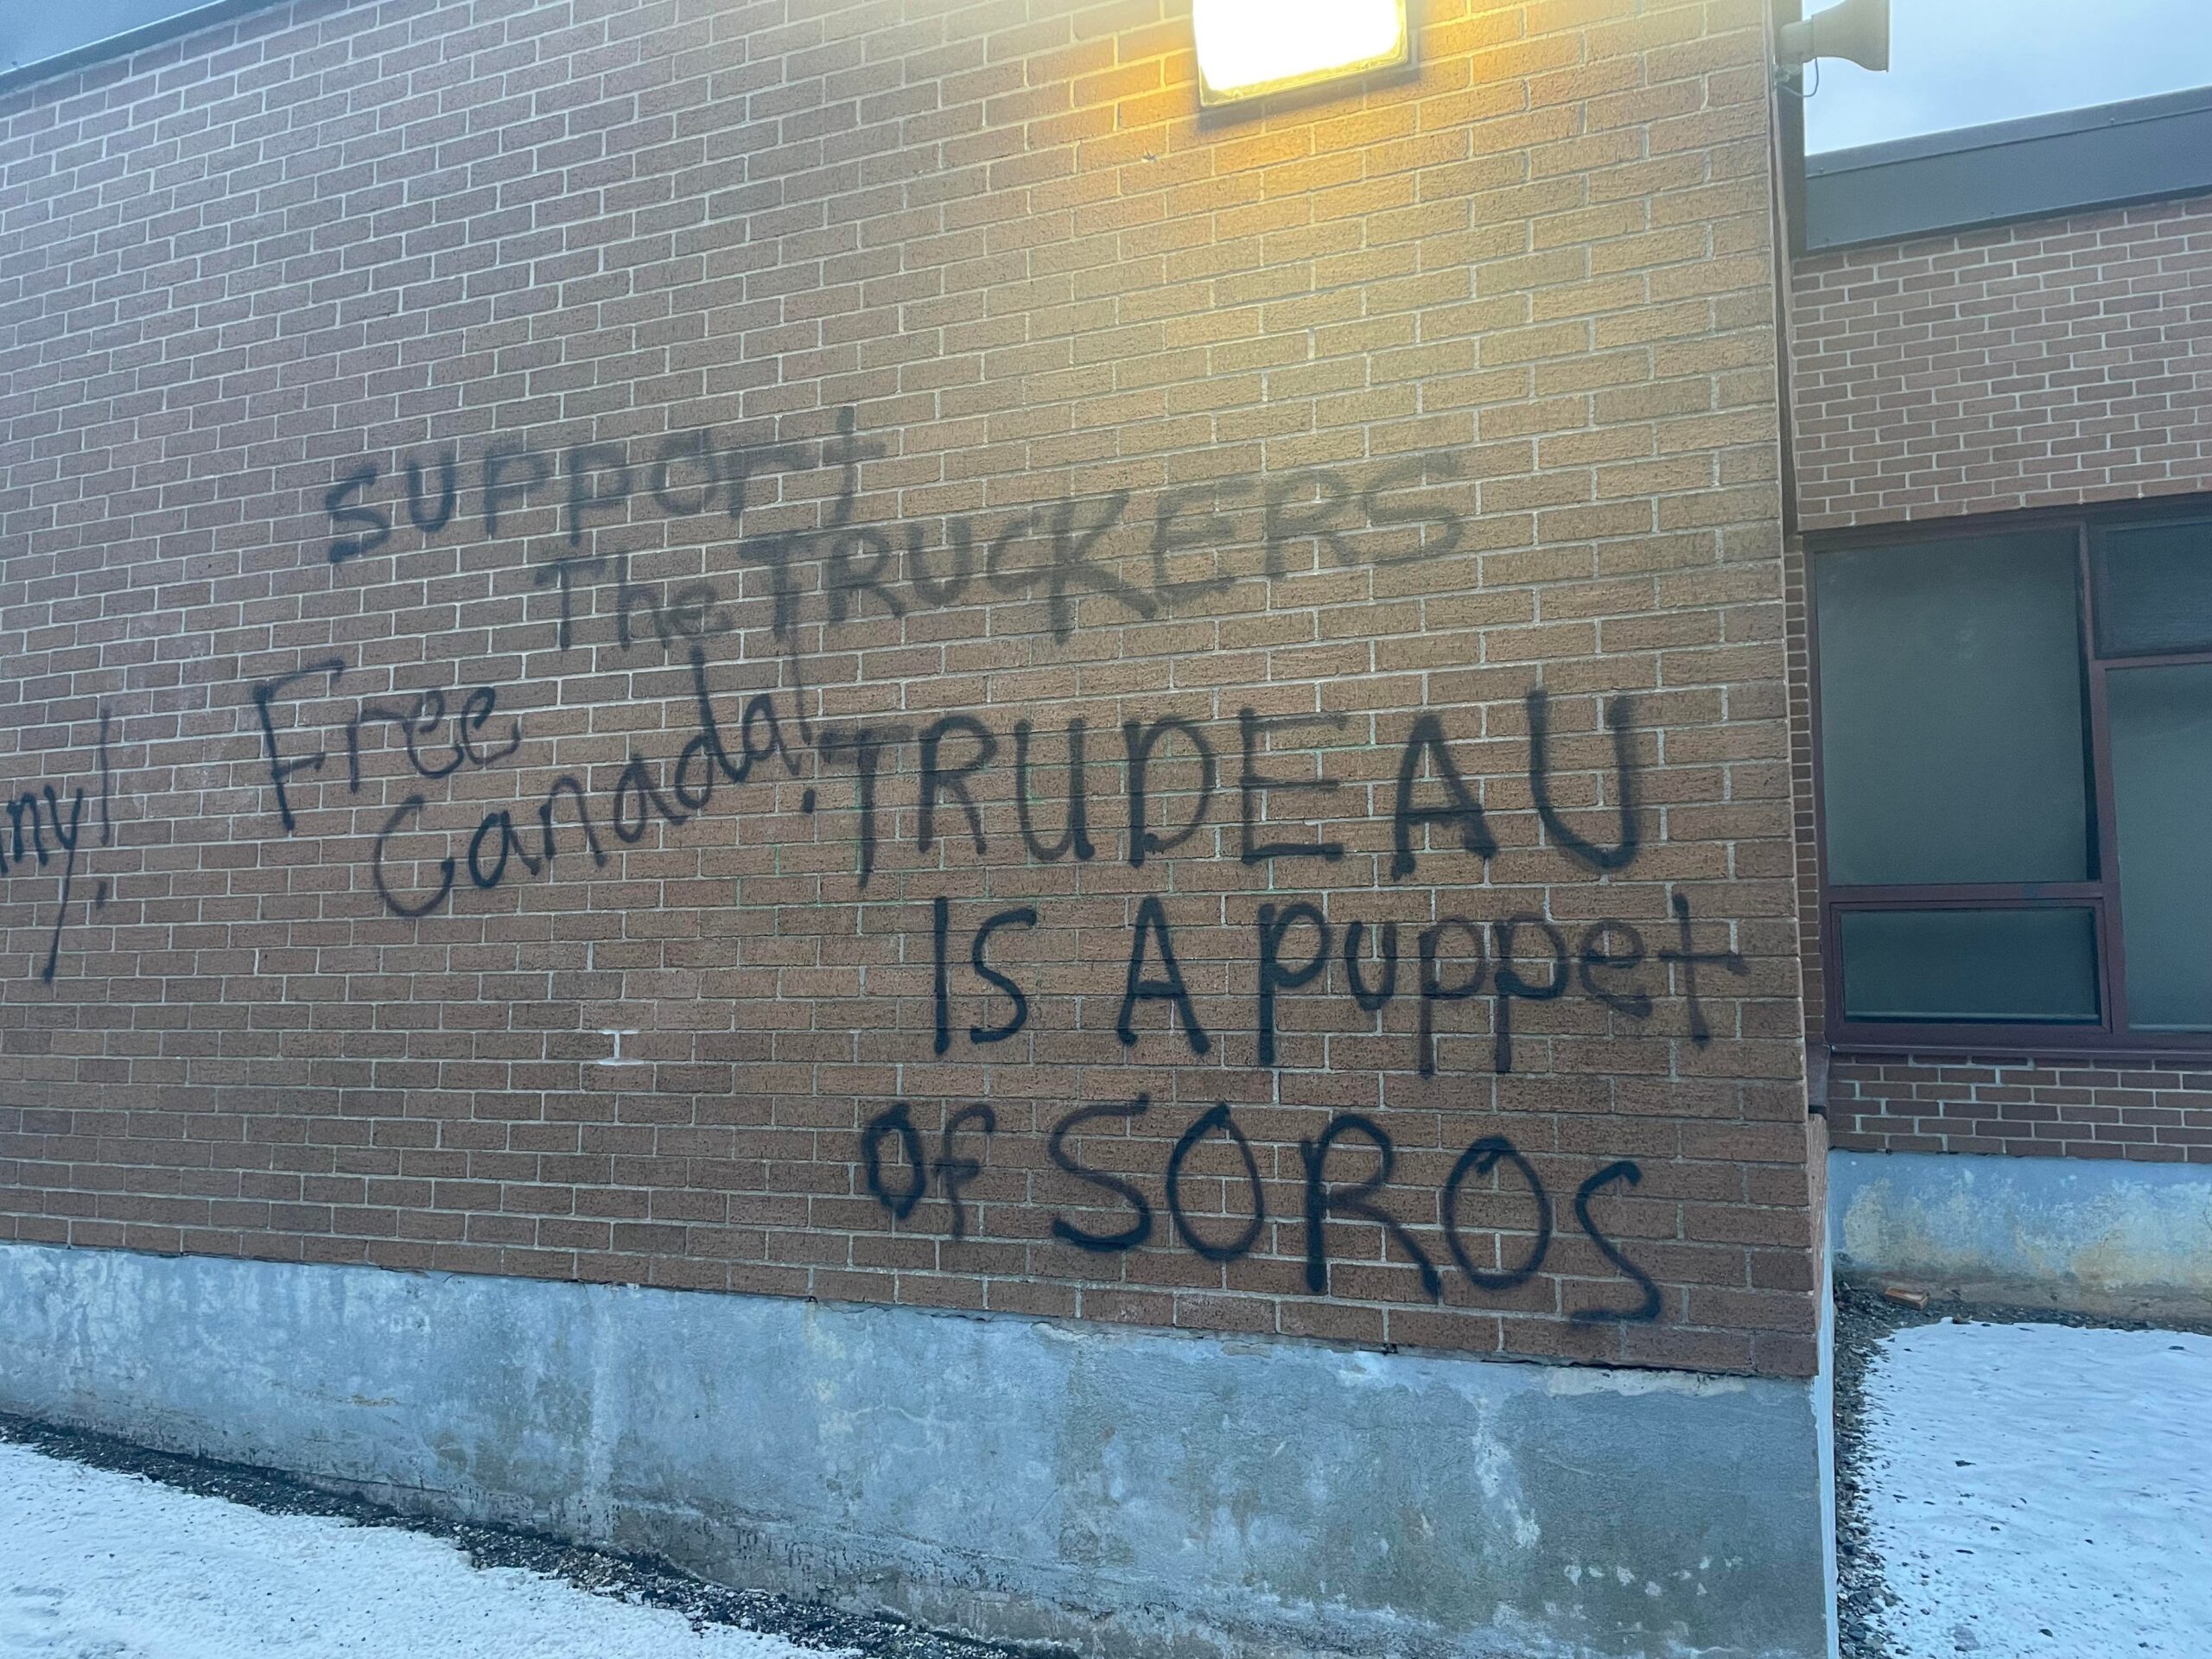 support
The TRUCKERS
Free
Canada!
TRUDEAU
IS A puppet
of SOROS